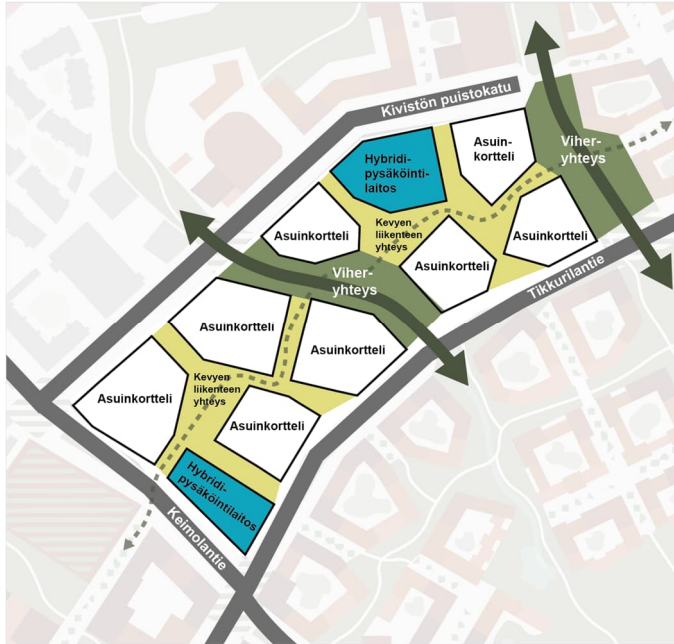 Kivistön puistokatu
Asuin-
kortteli
Viher-
yhteys
Hybridi-
pysäköinti-
laitos
Asuinkortteli
Kevyen
liikenteen
yhteys
Asuinkortteli
Asuinkortteli
Viher-
yhteys
Tikkurilantie
Asuinkortteli
Asuinkortteli
Asuinkortteli
Kevyen
liikenteen
yhteys
Asuinkortteli
Hybridi-
pysäköintilaitos
Keimolantie